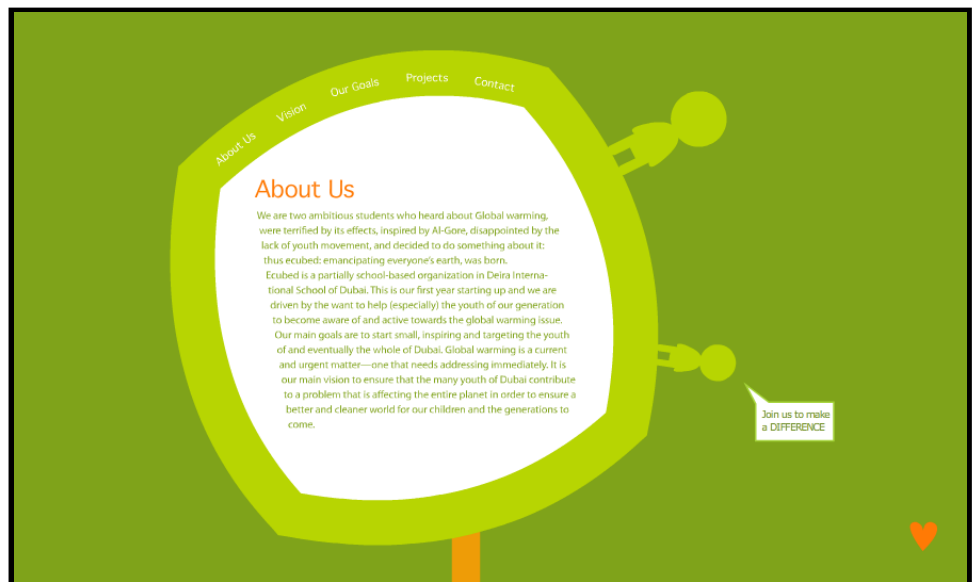 About Us
Vision
Our Goals
Projects
Contact
About Us
We are two ambitious students who heard about Global warming,
were terrified by its effects, inspired by Al-Gore, disappointed by the
lack of youth movement, and decided to do something about it:
thus ecubed: emancipating everyone's earth, was born.
Ecubed is a partially school-based organization in Deira Interna-
tional School of Dubai. This is our first year starting up and we are
driven by the want to help (especially) the youth of our generation
to become aware of and active towards the global warming issue.
Our main goals are to start small, inspiring and targeting the youth
of and eventually the whole of Dubai. Global warming is a current
and urgent matter—one that needs addressing immediately. It is
our main vision to ensure that the many youth of Dubai contribute
to a problem that is affecting the entire planet in order to ensure a
better and cleaner world for our children and the generations to
come.
Join us to make
a DIFFERENCE